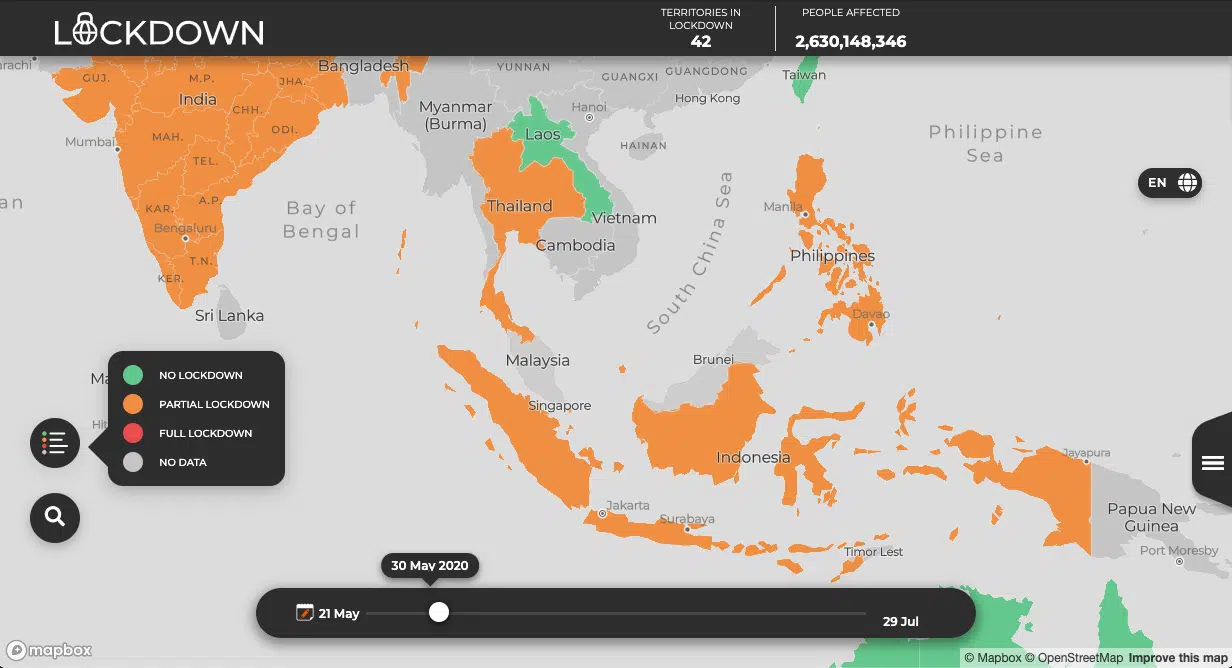 LOCKDOWN
TERRITORIES IN
LOCKDOWN
42
PEOPLE AFFECTED
2,630,148,346
arachi
GUJ.
M.P.
JHA.
India
CHH.
ODI.
Mumbai
MAH.
TEL.
KAR.
A.P.
Bengaluru
T.N.
KER.
Bangladesh
Myanmar
(Burma)
YUNNAN
GUANGXI
GUANGDONG
Hong Kong
Taiwan
Hanoi
Laos
HAINAN
Philippine
Sea
an
Bay of
Bengal
Thailand
Vietnam
Cambodia
South China Sea
Manila
Philippines
Davao
EN
Sri Lanka
Malaysia
Brunei
Singapore
Ma
Hit
NO LOCKDOWN
PARTIAL LOCKDOWN
FULL LOCKDOWN
NO DATA
Indonesia
Jayapura
Jakarta
Surabaya
Papua New
Guinea
Timor Lest
Port Moresby
30 May 2020
21 May
29 Jul
mapbox
© Mapbox © OpenStreetMap Improve this map